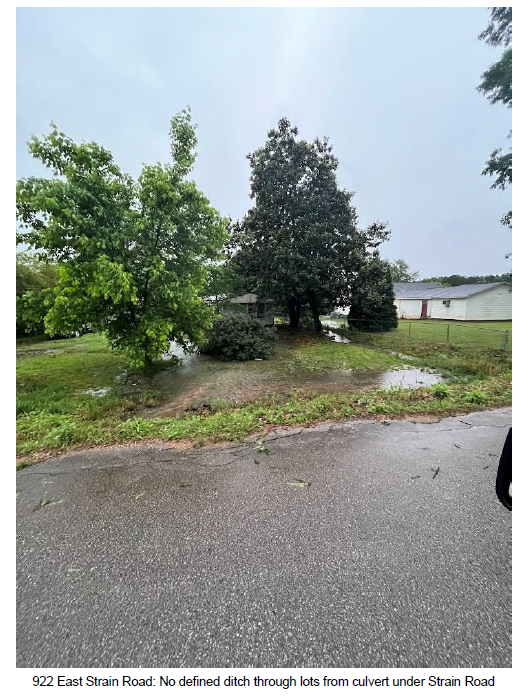 922 East Strain Road: No defined ditch through lots from culvert under Strain Road